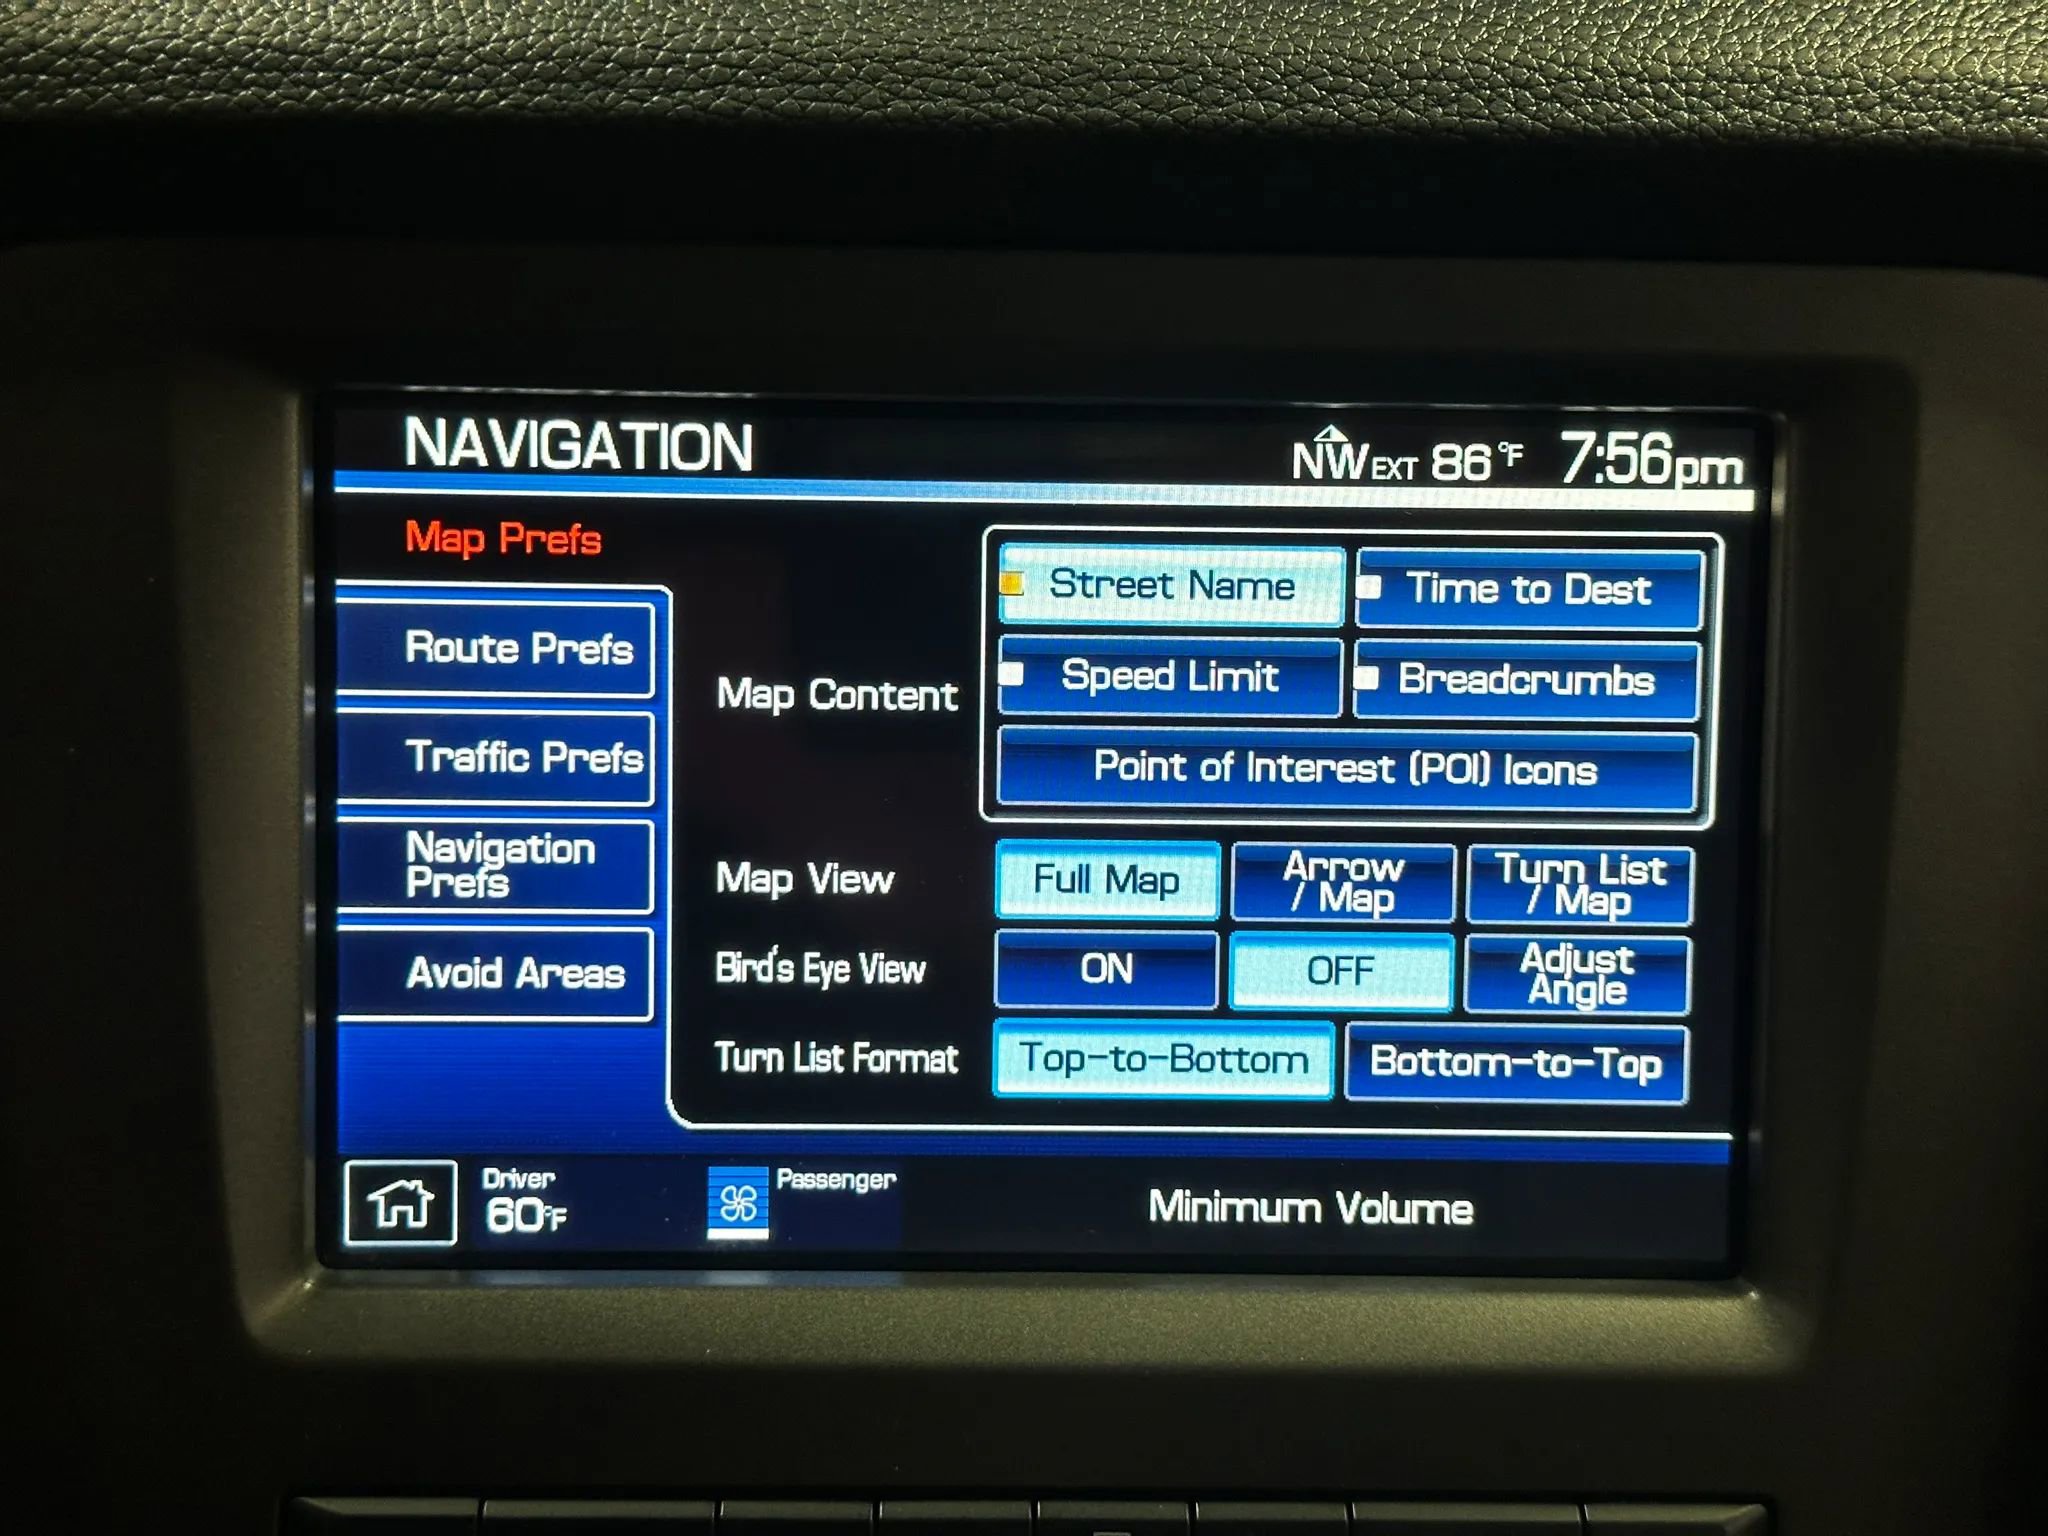 NAVIGATION
NW EXT 86°F 7:56pm
Map Prefs
Route Prefs
Traffic Prefs
Navigation
Prefs
Avoid Areas
Map Content
Street Name
Time to Dest
Speed Limit
Breadcrumbs
Point of Interest (POI) Icons
Map View
Full Map
Arrow
/ Map
Turn List
/ Map
Bird's Eye View
ON
OFF
Adjust
Angle
Turn List Format
Top-to-Bottom
Bottom-to-Top
Driver
60°F
Passenger
Minimum Volume